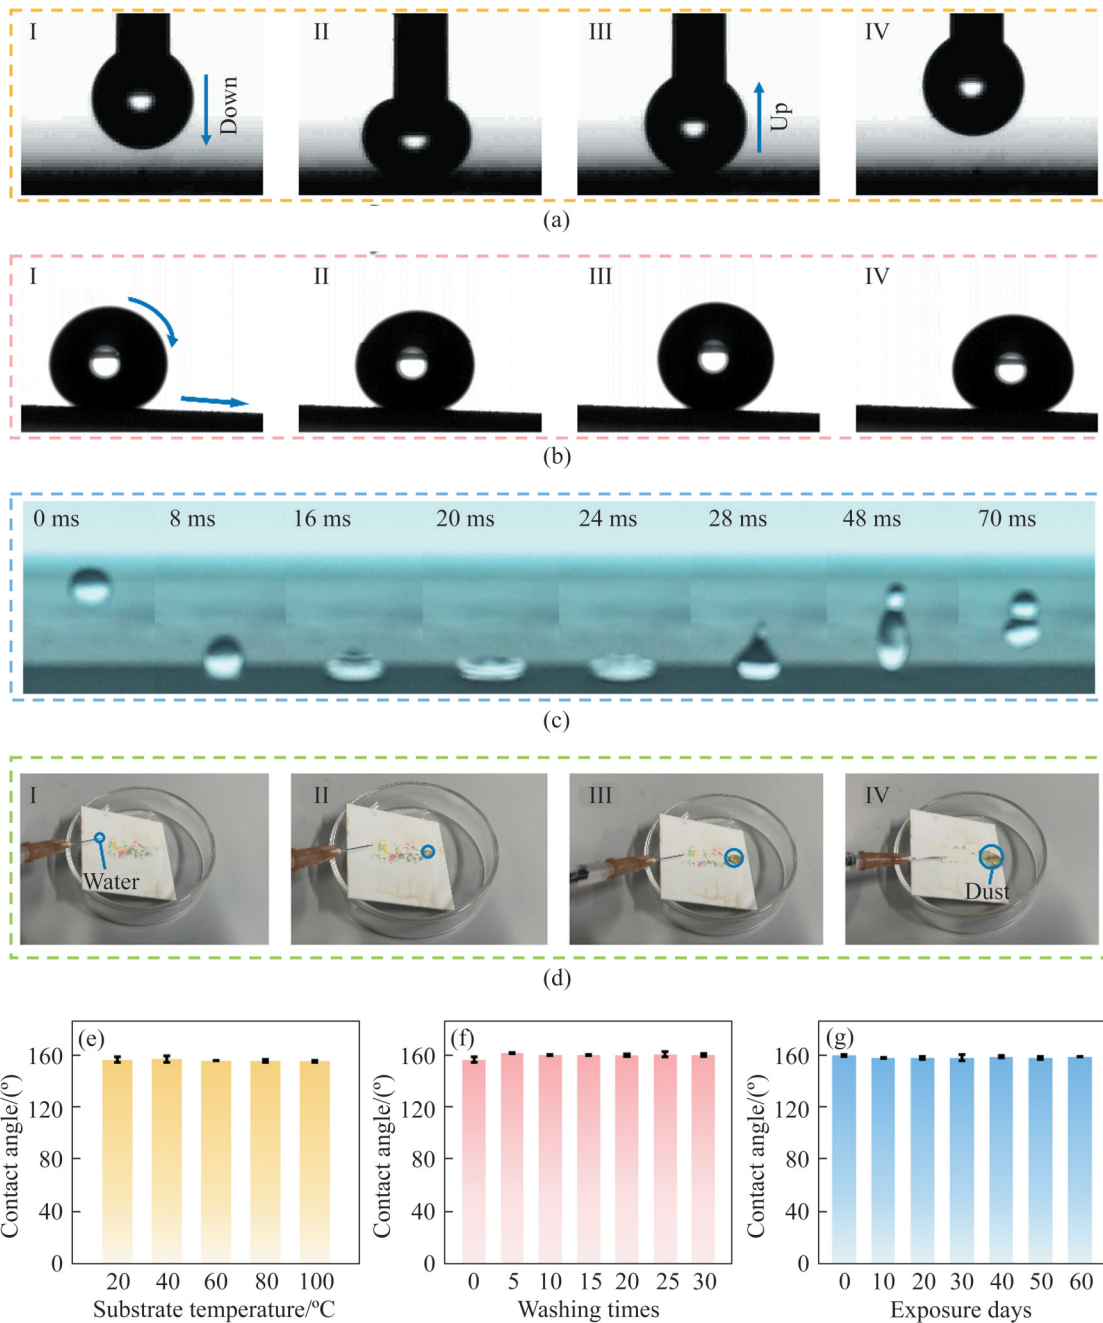 I II III IV
Down
Up
(a)
I II III IV
(b)
0 ms 8 ms 16 ms 20 ms 24 ms 28 ms 48 ms 70 ms
(c)
I II III IV
Water
Dust
(d)
(e)
Contact angle/(º)
160
120
80
40
0
20 40 60 80 100
Substrate temperature/ºC
(f)
Contact angle/(º)
160
120
80
40
0
0 5 10 15 20 25 30
Washing times
(g)
Contact angle/(º)
160
120
80
40
0
0 10 20 30 40 50 60
Exposure days